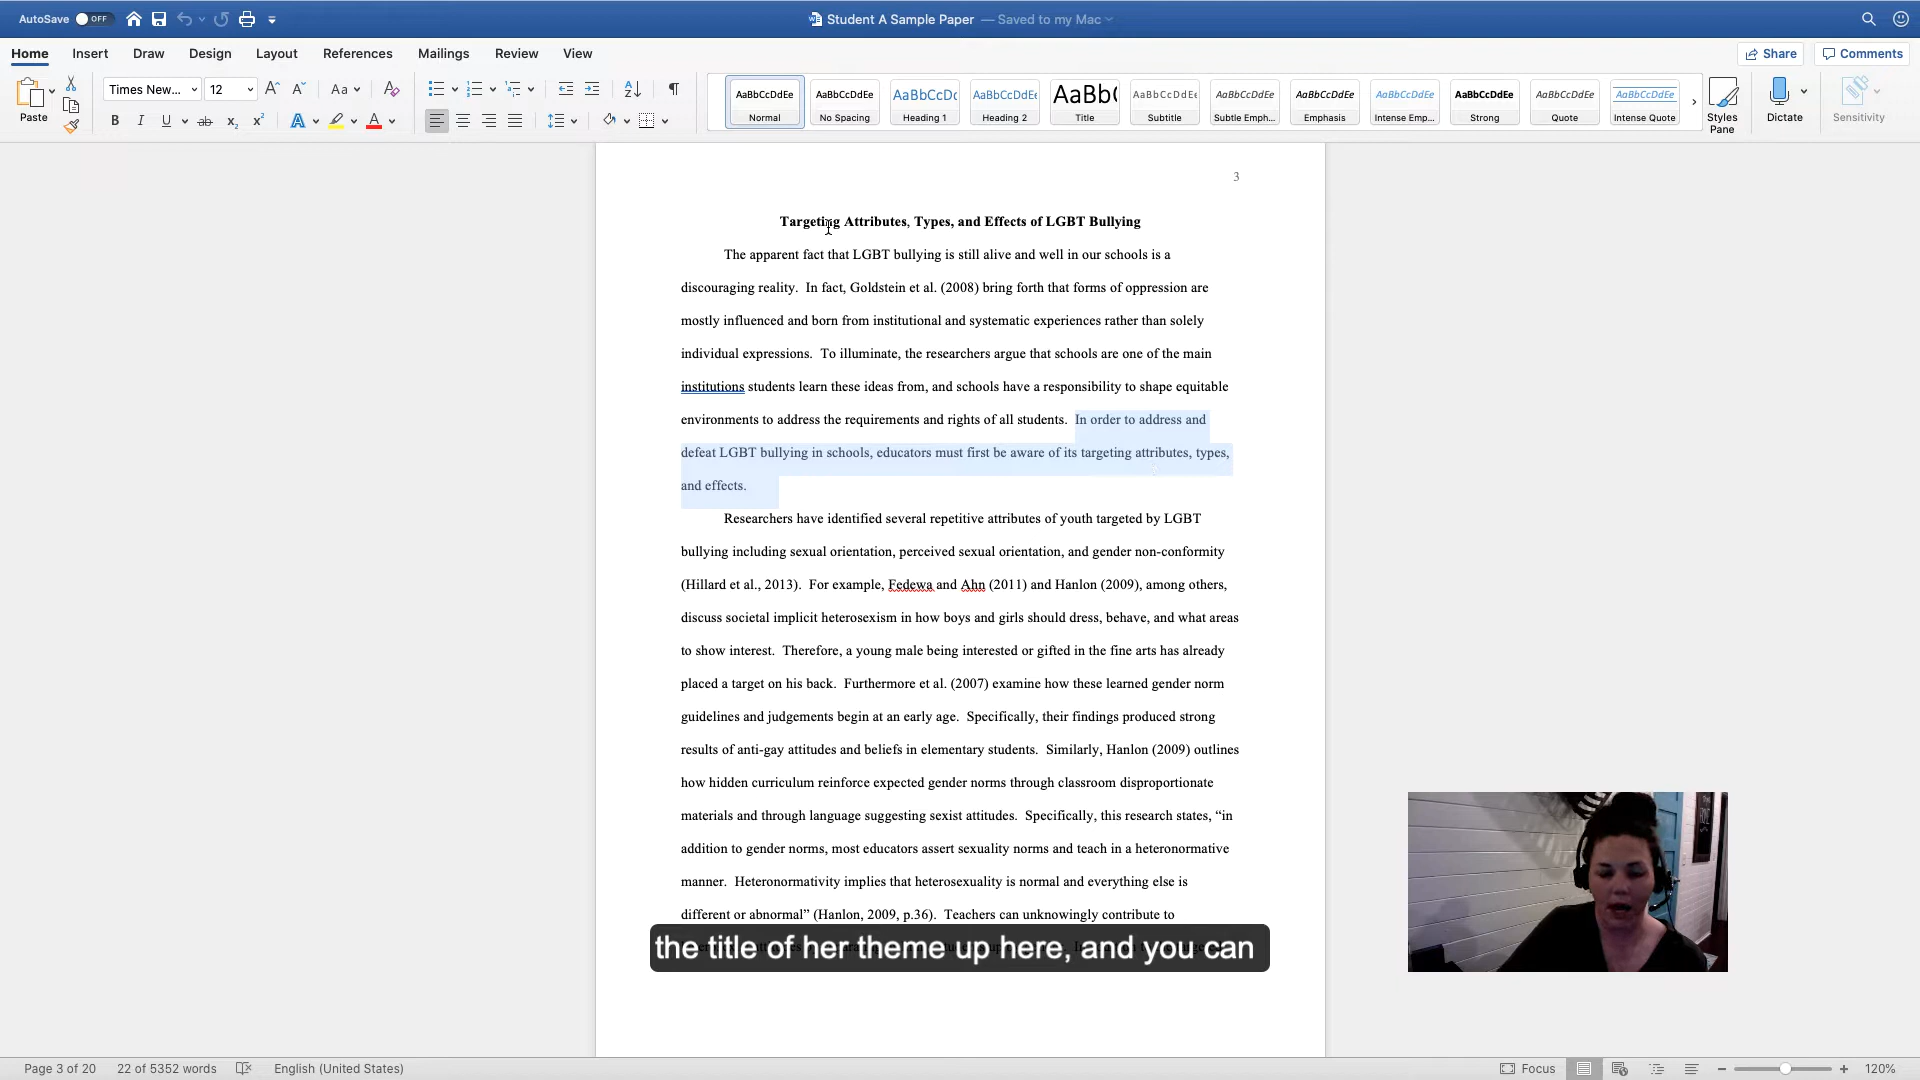 AutoSave OFF
Student A Sample Paper — Saved to my Mac
Home Insert Draw Design Layout References Mailings Review View
Share Comments
Paste
Times New... 12
Aa
B I U ab x₂ x² A A
AaBbCcDdEe Normal
AaBbCcDdEe No Spacing
AaBbCcDc Heading 1
AaBbCcDdEe Heading 2
AaBb( Title
AaBbCcDdEe Subtitle
AaBbCcDdEe Subtle Emph...
AaBbCcDdEe Emphasis
AaBbCcDdEe Intense Emp...
AaBbCcDdEe Strong
AaBbCcDdEe Quote
AaBbCcDdEe Intense Quote
Styles Pane
Dictate
Sensitivity
3
Targeting Attributes, Types, and Effects of LGBT Bullying
The apparent fact that LGBT bullying is still alive and well in our schools is a
discouraging reality.  In fact, Goldstein et al. (2008) bring forth that forms of oppression are
mostly influenced and born from institutional and systematic experiences rather than solely
individual expressions.  To illuminate, the researchers argue that schools are one of the main
institutions students learn these ideas from, and schools have a responsibility to shape equitable
environments to address the requirements and rights of all students.  In order to address and
defeat LGBT bullying in schools, educators must first be aware of its targeting attributes, types,
and effects.
Researchers have identified several repetitive attributes of youth targeted by LGBT
bullying including sexual orientation, perceived sexual orientation, and gender non-conformity
(Hillard et al., 2013).  For example, Fedewa and Ahn (2011) and Hanlon (2009), among others,
discuss societal implicit heterosexism in how boys and girls should dress, behave, and what areas
to show interest.  Therefore, a young male being interested or gifted in the fine arts has already
placed a target on his back.  Furthermore et al. (2007) examine how these learned gender norm
guidelines and judgements begin at an early age.  Specifically, their findings produced strong
results of anti-gay attitudes and beliefs in elementary students.  Similarly, Hanlon (2009) outlines
how hidden curriculum reinforce expected gender norms through classroom disproportionate
materials and through language suggesting sexist attitudes.  Specifically, this research states, “in
addition to gender norms, most educators assert sexuality norms and teach in a heteronormative
manner.  Heteronormativity implies that heterosexuality is normal and everything else is
different or abnormal” (Hanlon, 2009, p.36).  Teachers can unknowingly contribute to
the title of her theme up here, and you can
Page 3 of 20 22 of 5352 words English (United States) Focus 120%